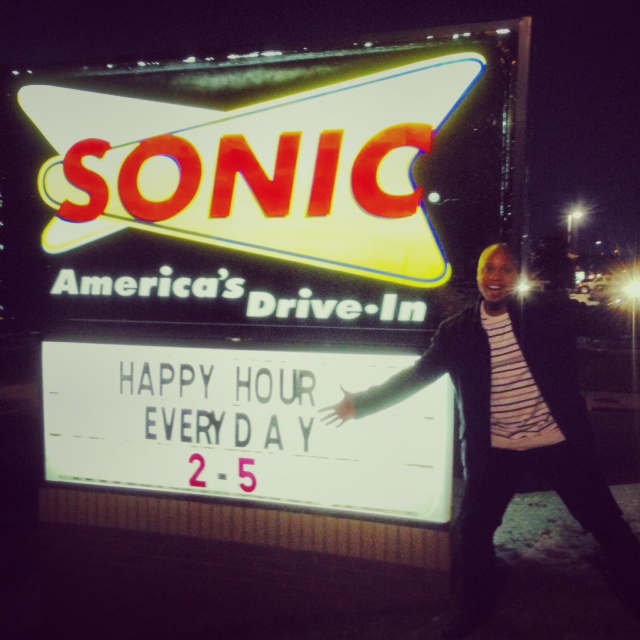 SONIC
America's
Drive-In
HAPPY HOUR
EVERYDAY
2-5